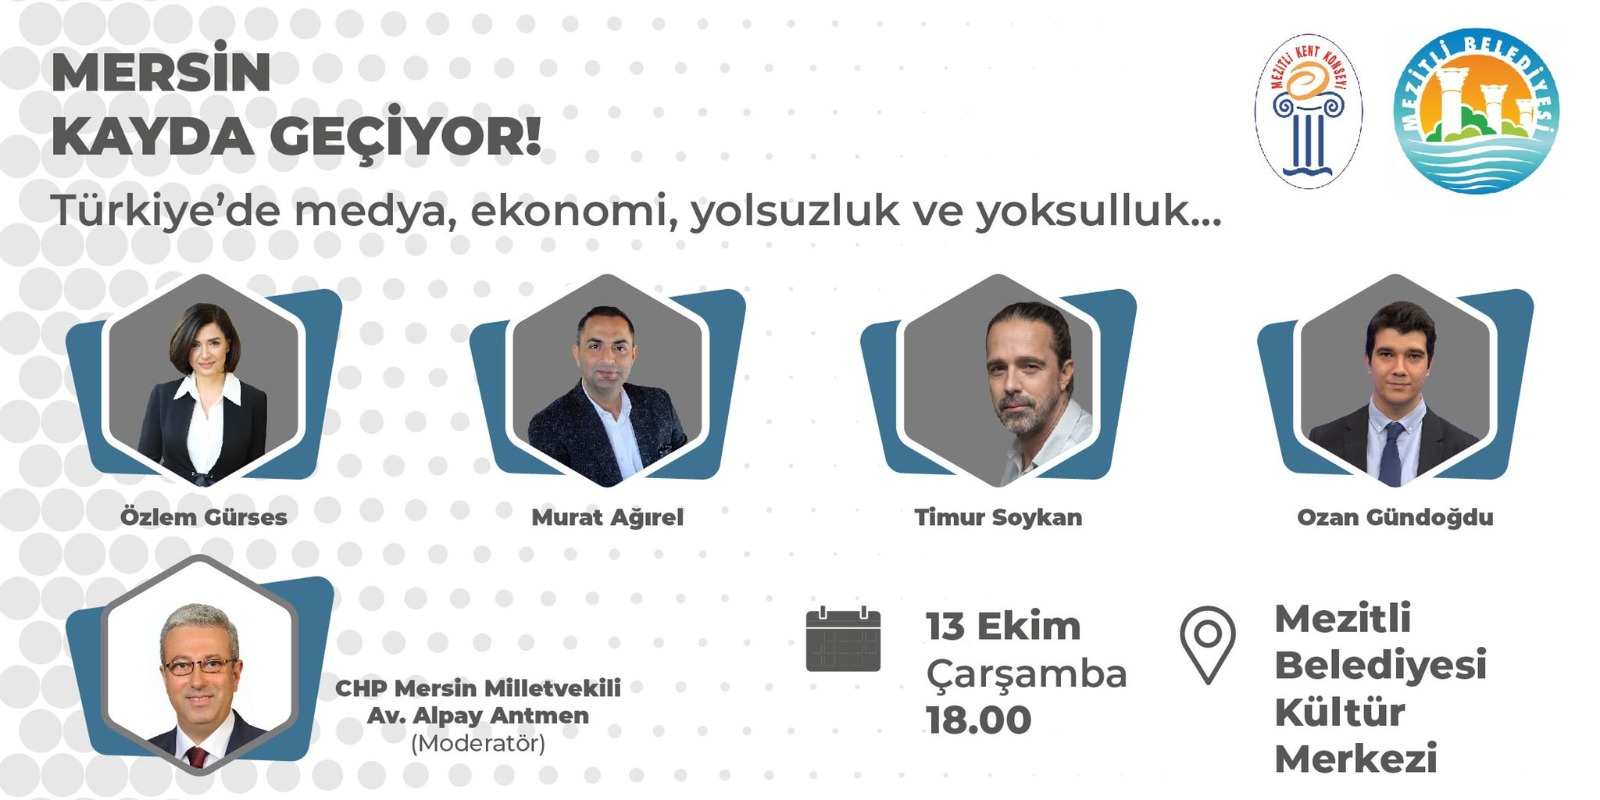 MERSİN
KAYDA GEÇİYOR!
Türkiye’de medya, ekonomi, yolsuzluk ve yoksulluk...
MEZİTLİ KENT KONSEYİ
MEZİTLİ BELEDİYESİ
Özlem Gürses
Murat Ağırel
Timur Soykan
Ozan Gündoğdu
CHP Mersin Milletvekili
Av. Alpay Antmen
(Moderatör)
13 Ekim
Çarşamba
18.00
Mezitli
Belediyesi
Kültür
Merkezi